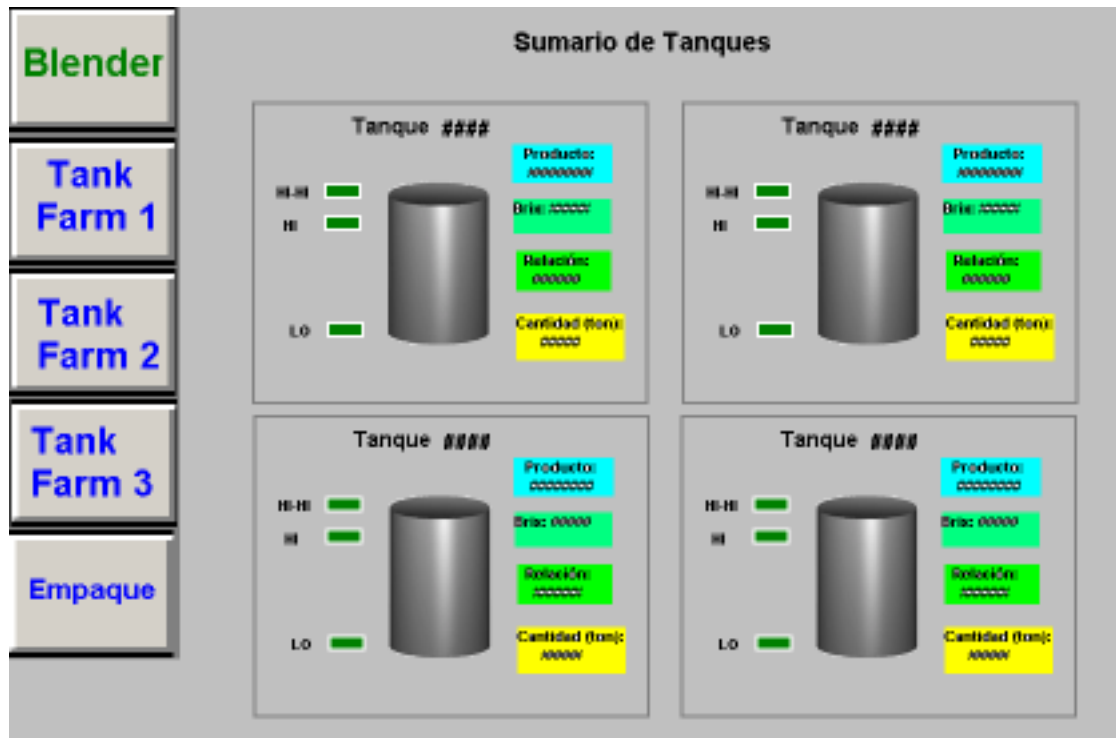 Sumario de Tanques
Blender
Tank
Farm 1
Tank
Farm 2
Tank
Farm 3
Empaque
Tanque ####
HI-HI
HI
LO
Producto:
Brix: #####
Relación:
######
Cantidad (ton):
#####
Tanque ####
HI-HI
HI
LO
Producto:
Brix: #####
Relación:
######
Cantidad (ton):
#####
Tanque ####
HI-HI
HI
LO
Producto:
########
Brix: #####
Relación:
Cantidad (ton):
Tanque ####
HI-HI
HI
LO
Producto:
########
Brix: #####
Relación:
Cantidad (ton):